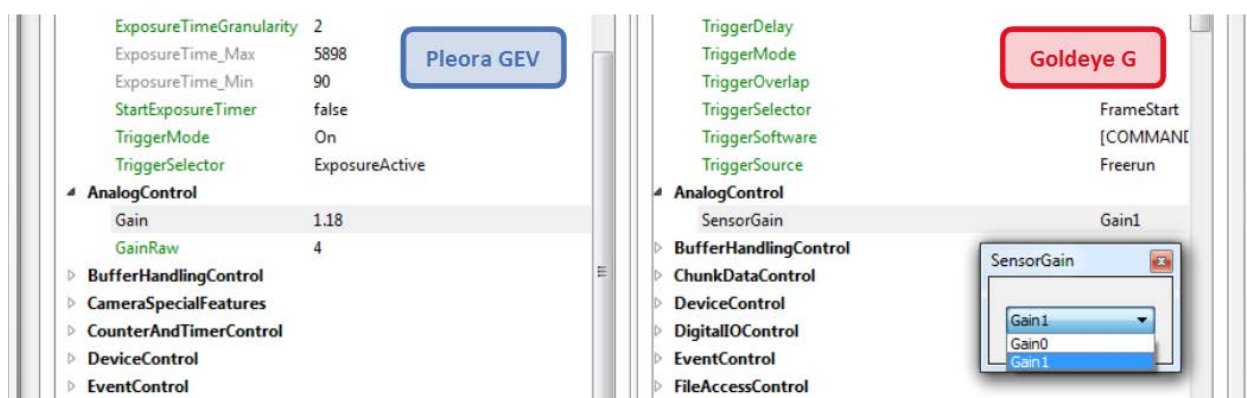 ExposureTimeGranularity 2
ExposureTime_Max 5898
ExposureTime_Min 90
StartExposureTimer false
TriggerMode On
TriggerSelector ExposureActive
AnalogControl
Gain 1.18
GainRaw 4
BufferHandlingControl
CameraSpecialFeatures
CounterAndTimerControl
DeviceControl
EventControl
Pleora GEV
TriggerDelay
TriggerMode
TriggerOverlap
TriggerSelector FrameStart
TriggerSoftware [COMMAND
TriggerSource Freerun
AnalogControl
SensorGain Gain1
BufferHandlingControl
ChunkDataControl
DeviceControl
DigitalIOControl
EventControl
FileAccessControl
Goldeye G
SensorGain
Gain1
Gain0
Gain1